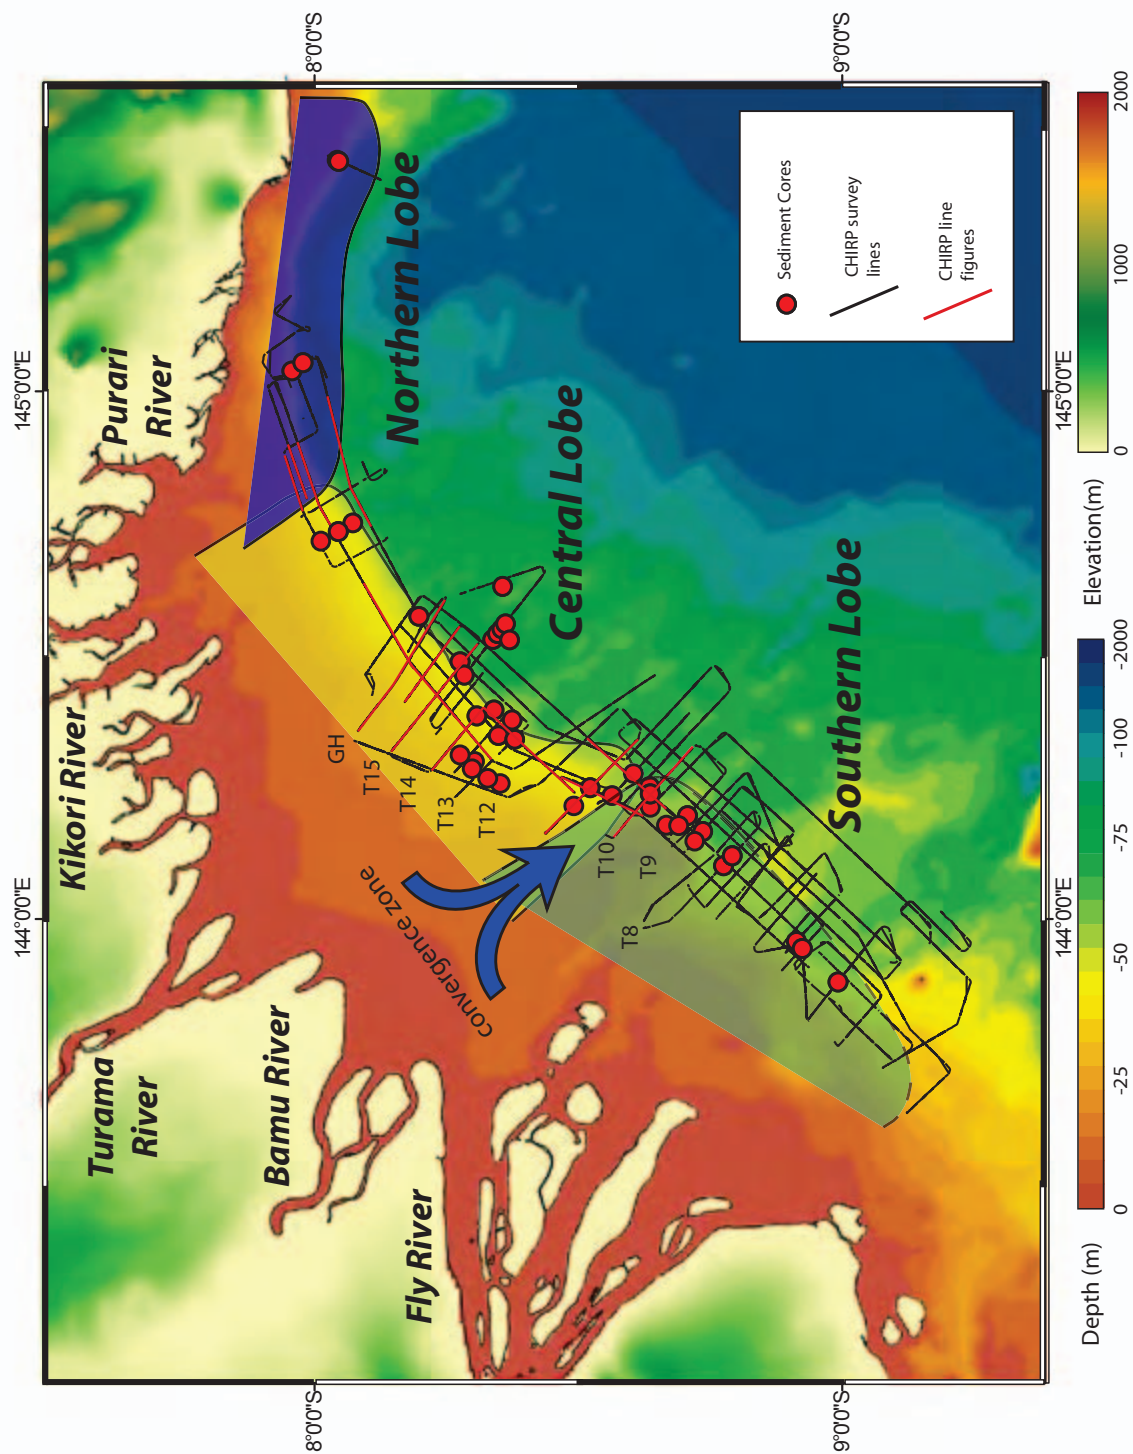 8°0'0"S
9°0'0"S
145°0'0"E
144°0'0"E
Purari
River
Kikori River
Turama
River
Bamu River
Fly River
Northern Lobe
Central Lobe
Southern Lobe
convergence zone
GH
T15
T14
T13
T12
T10
T9
T8
Sediment Cores
CHIRP survey
lines
CHIRP line
figures
145°0'0"E
144°0'0"E
8°0'0"S
9°0'0"S
Depth (m)
0
-25
-50
-75
-100
-2000
Elevation(m)
0
1000
2000